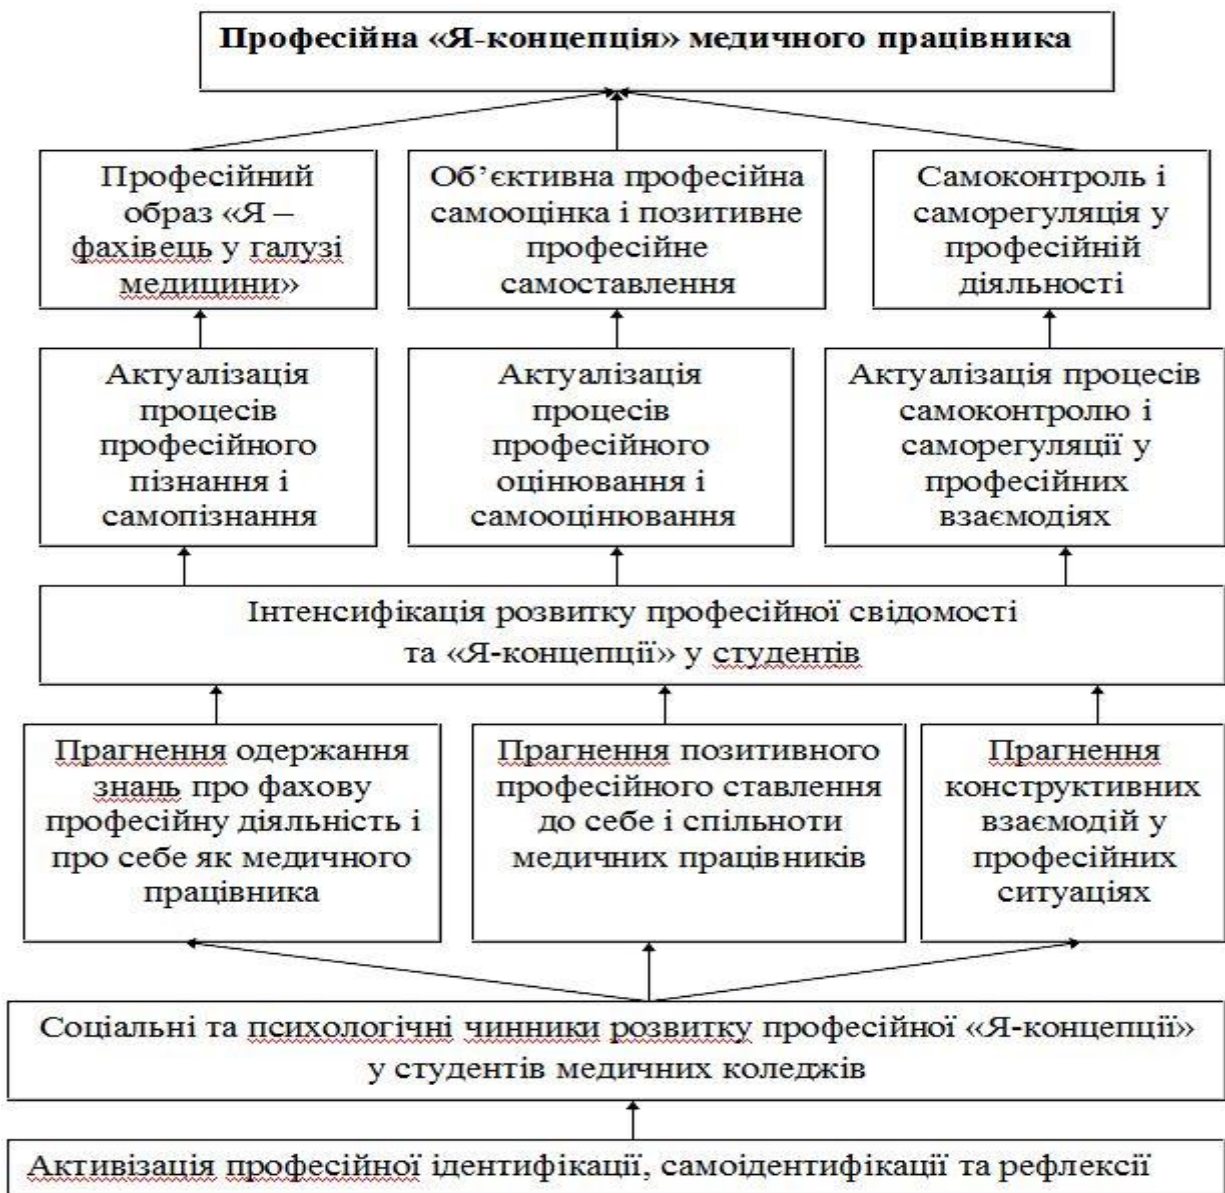 Професійна «Я-концепція» медичного працівника
Професійний
образ «Я –
фахівець у галузі
медицини»
Об’єктивна професійна
самооцінка і позитивне
професійне
самоставлення
Самоконтроль і
саморегуляція у
професійній
діяльності
Актуалізація
процесів
професійного
пізнання і
самопізнання
Актуалізація
процесів
професійного
оцінювання і
самооцінювання
Актуалізація процесів
самоконтролю і
саморегуляції у
професійних
взаємодіях
Інтенсифікація розвитку професійної свідомості
та «Я-концепції» у студентів
Прагнення одержання
знань про фахову
професійну діяльність і
про себе як медичного
працівника
Прагнення позитивного
професійного ставлення
до себе і спільноти
медичних працівників
Прагнення
конструктивних
взаємодій у
професійних
ситуаціях
Соціальні та психологічні чинники розвитку професійної «Я-концепції»
у студентів медичних коледжів
Активізація професійної ідентифікації, самоідентифікації та рефлексії